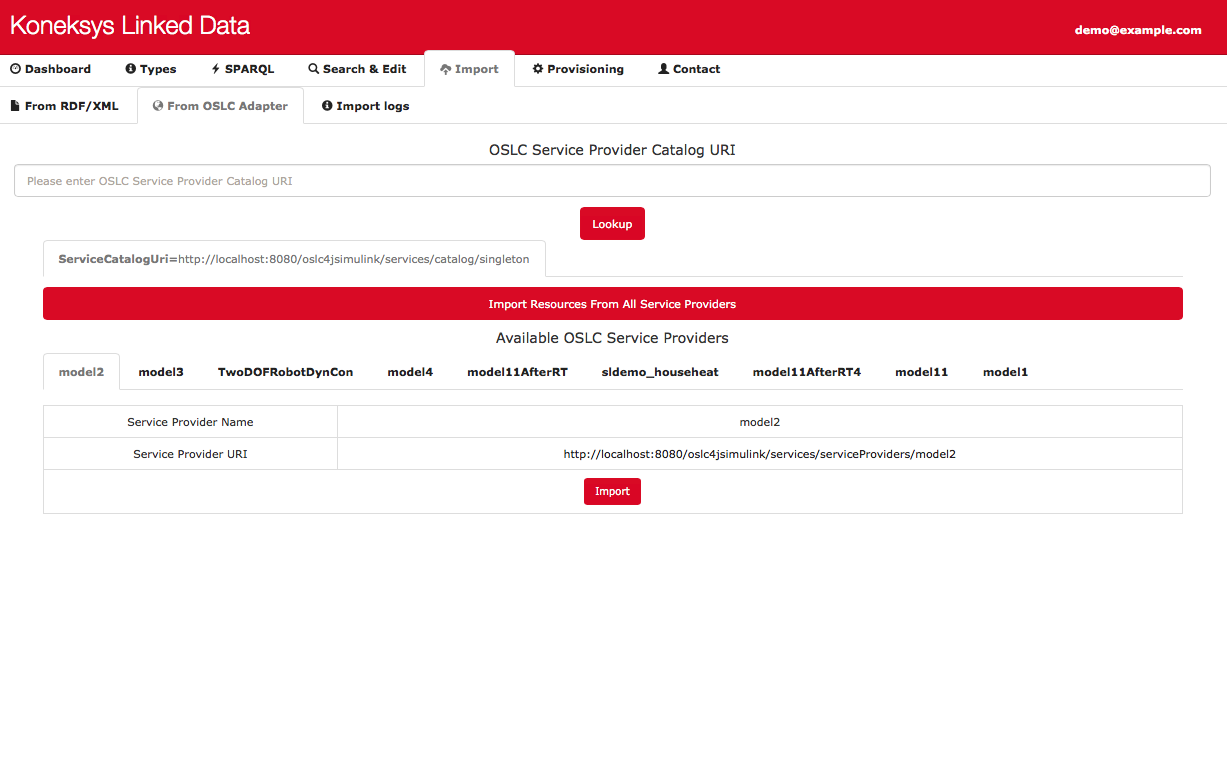 Koneksys Linked Data
demo@example.com
Dashboard Types SPARQL Search & Edit Import Provisioning Contact
From RDF/XML From OSLC Adapter Import logs
OSLC Service Provider Catalog URI
Please enter OSLC Service Provider Catalog URI
Lookup
ServiceCatalogUri=http://localhost:8080/oslc4jsimulink/services/catalog/singleton
Import Resources From All Service Providers
Available OSLC Service Providers
model2 model3 TwoDOFRobotDynCon model4 model11AfterRT sldemo_househeat model11AfterRT4 model11 model1
Service Provider Name model2
Service Provider URI http://localhost:8080/oslc4jsimulink/services/serviceProviders/model2
Import